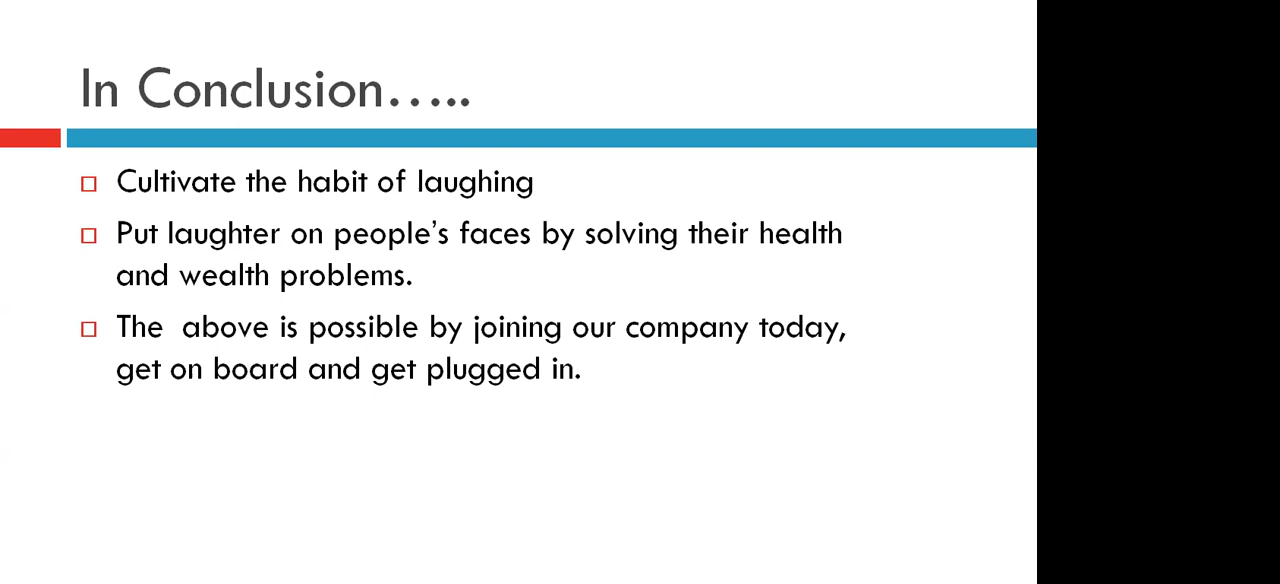 In Conclusion…..
Cultivate the habit of laughing
Put laughter on people’s faces by solving their health
and wealth problems.
The  above is possible by joining our company today,
get on board and get plugged in.